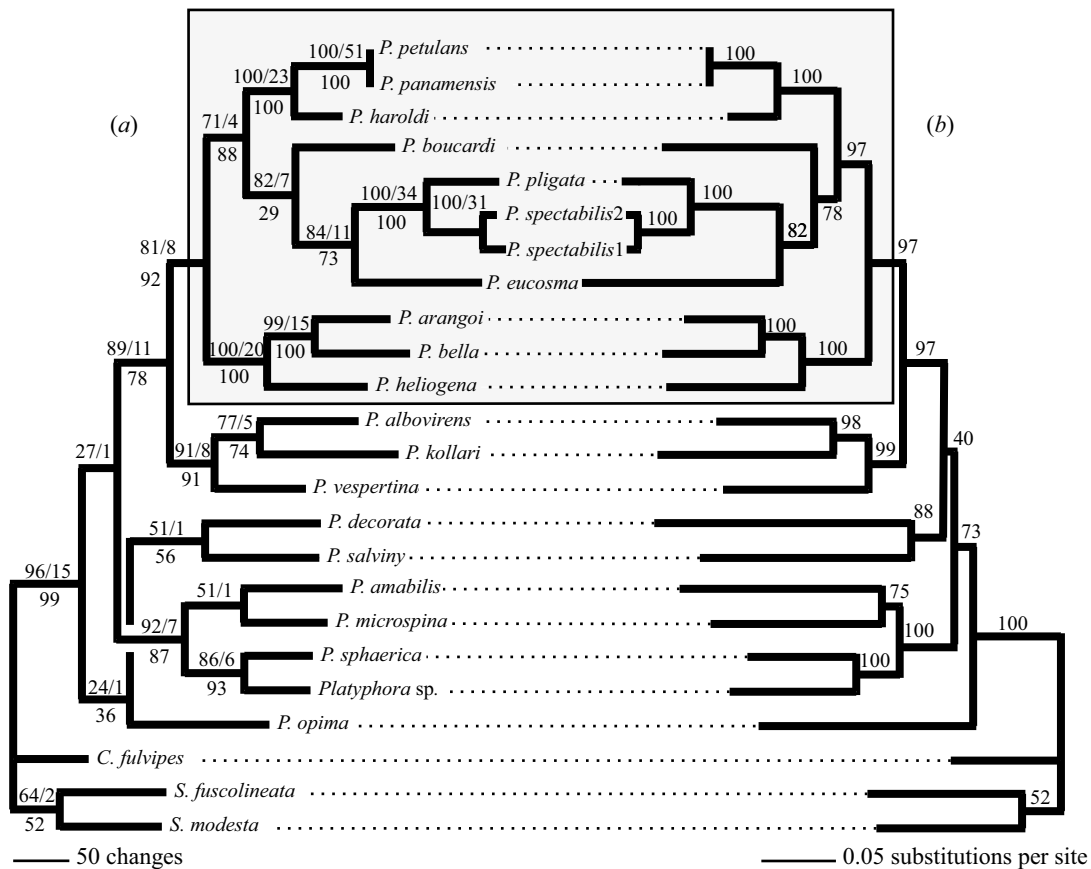 100/51 P. petulans 100
100/23 100 P. panamensis 100
(a) 100 P. haroldi (b)
71/4 P. boucardi 97
88 82/7 100/34 P. pligata 100 78
29 100 100/31 P. spectabilis2 100
84/11 P. spectabilis1 82
81/8 73 97
92 P. eucosma
99/15 P. arangoi 100
89/11 100/20 100 P. bella 100 97
78 100 P. heliogena
77/5 P. albovirens 98
27/1 91/8 74 P. kollari 99 40
91 P. vespertina
51/1 P. decorata 88
56 P. salviny 73
96/15 51/1 P. amabilis 75
99 92/7 P. microspina 100 100
87 86/6 P. sphaerica 100
24/1 93 Platyphora sp.
36 P. opima
C. fulvipes
64/2 S. fuscolineata 52
52 S. modesta
50 changes 0.05 substitutions per site